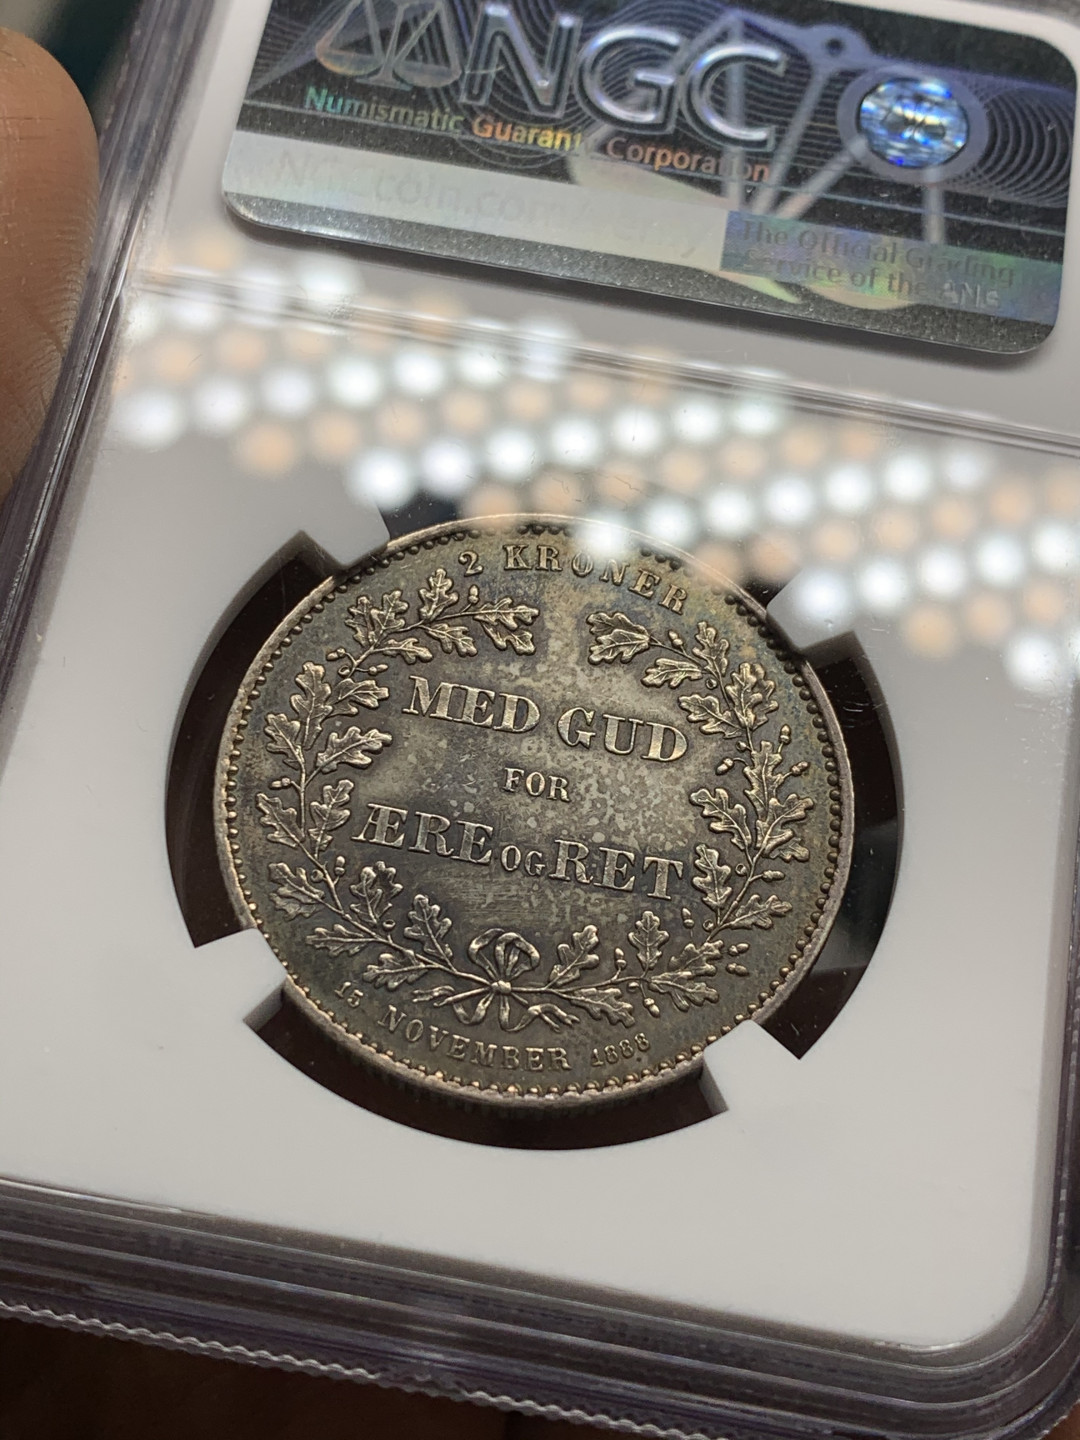 NGC
Numismatic Guaranty Corporation
The Official Grading
Service of the ANA
2 KRONER
MED GUD
FOR
ÆRE OG RET
15 NOVEMBER 1888